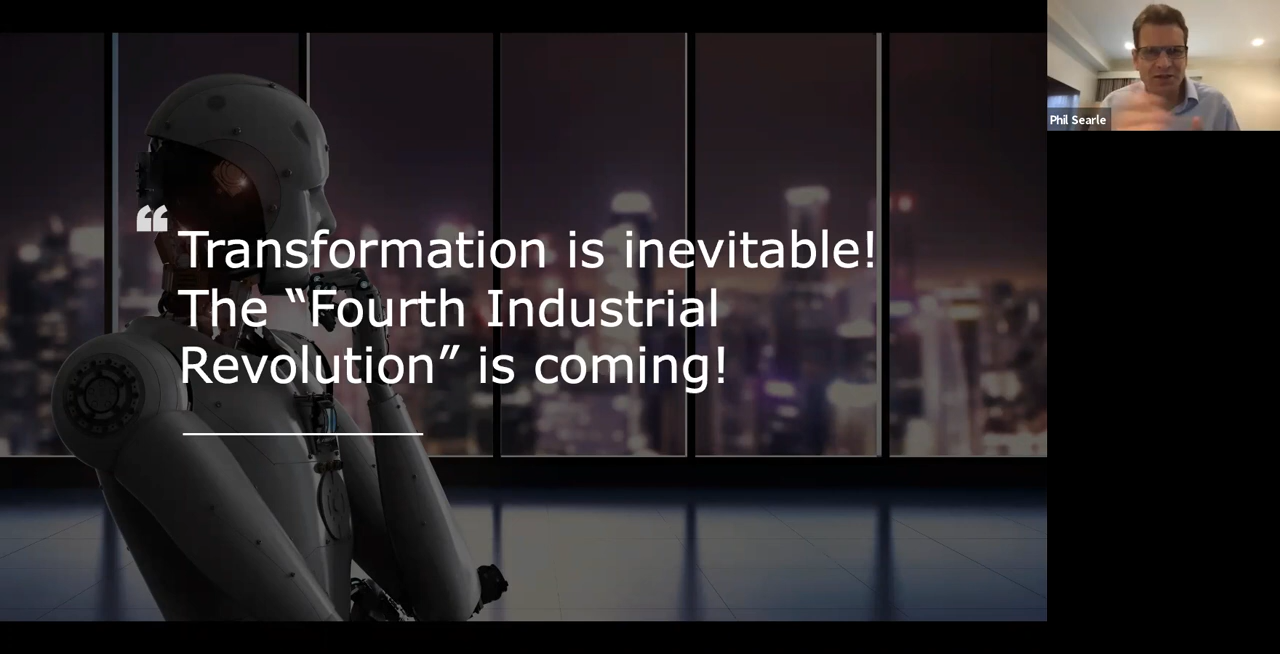 “
Transformation is inevitable!
The “Fourth Industrial
Revolution” is coming!
Phil Searle